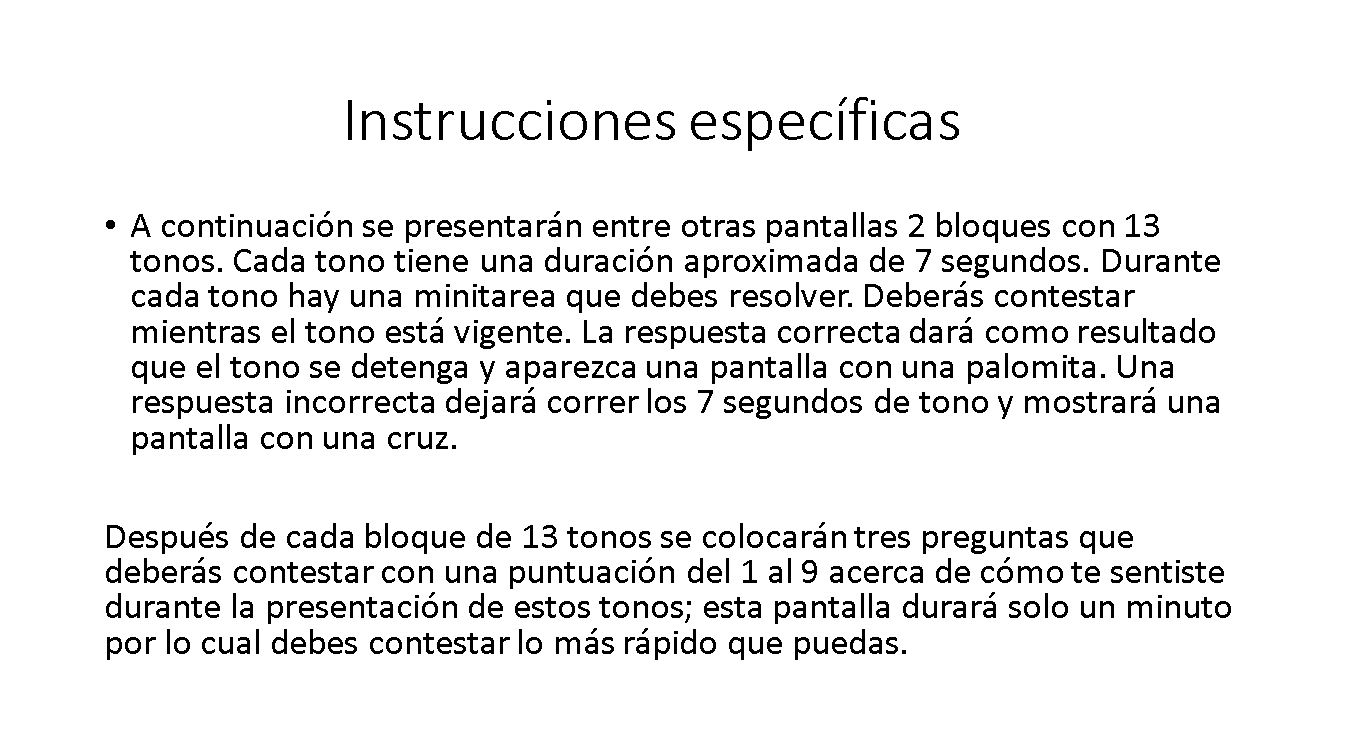 Instrucciones específicas
• A continuación se presentarán entre otras pantallas 2 bloques con 13
tonos. Cada tono tiene una duración aproximada de 7 segundos. Durante
cada tono hay una minitarea que debes resolver. Deberás contestar
mientras el tono está vigente. La respuesta correcta dará como resultado
que el tono se detenga y aparezca una pantalla con una palomita. Una
respuesta incorrecta dejará correr los 7 segundos de tono y mostrará una
pantalla con una cruz.
Después de cada bloque de 13 tonos se colocarán tres preguntas que
deberás contestar con una puntuación del 1 al 9 acerca de cómo te sentiste
durante la presentación de estos tonos; esta pantalla durará solo un minuto
por lo cual debes contestar lo más rápido que puedas.